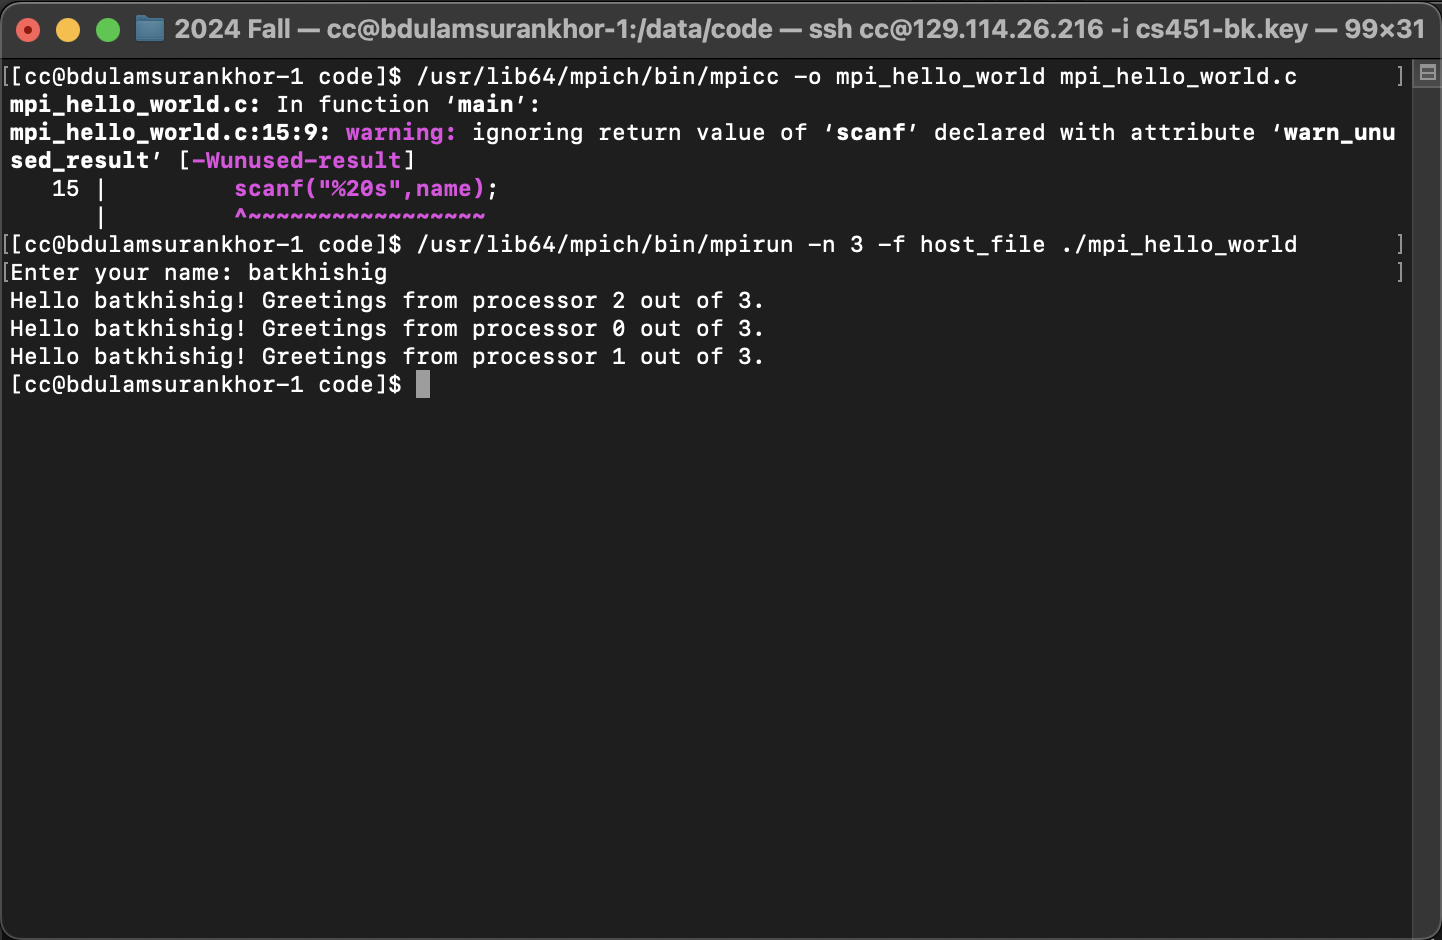 2024 Fall — cc@bdulamsurankhor-1:/data/code — ssh cc@129.114.26.216 -i cs451-bk.key — 99×31
[[cc@bdulamsurankhor-1 code]$ /usr/lib64/mpich/bin/mpicc -o mpi_hello_world mpi_hello_world.c ]
mpi_hello_world.c: In function ‘main’:
mpi_hello_world.c:15:9: warning: ignoring return value of ‘scanf’ declared with attribute ‘warn_unu
sed_result’ [-Wunused-result]
   15 |         scanf("%20s",name);
      |         ^~~~~~~~~~~~~~~~~~
[[cc@bdulamsurankhor-1 code]$ /usr/lib64/mpich/bin/mpirun -n 3 -f host_file ./mpi_hello_world ]
[Enter your name: batkhishig ]
Hello batkhishig! Greetings from processor 2 out of 3.
Hello batkhishig! Greetings from processor 0 out of 3.
Hello batkhishig! Greetings from processor 1 out of 3.
[cc@bdulamsurankhor-1 code]$